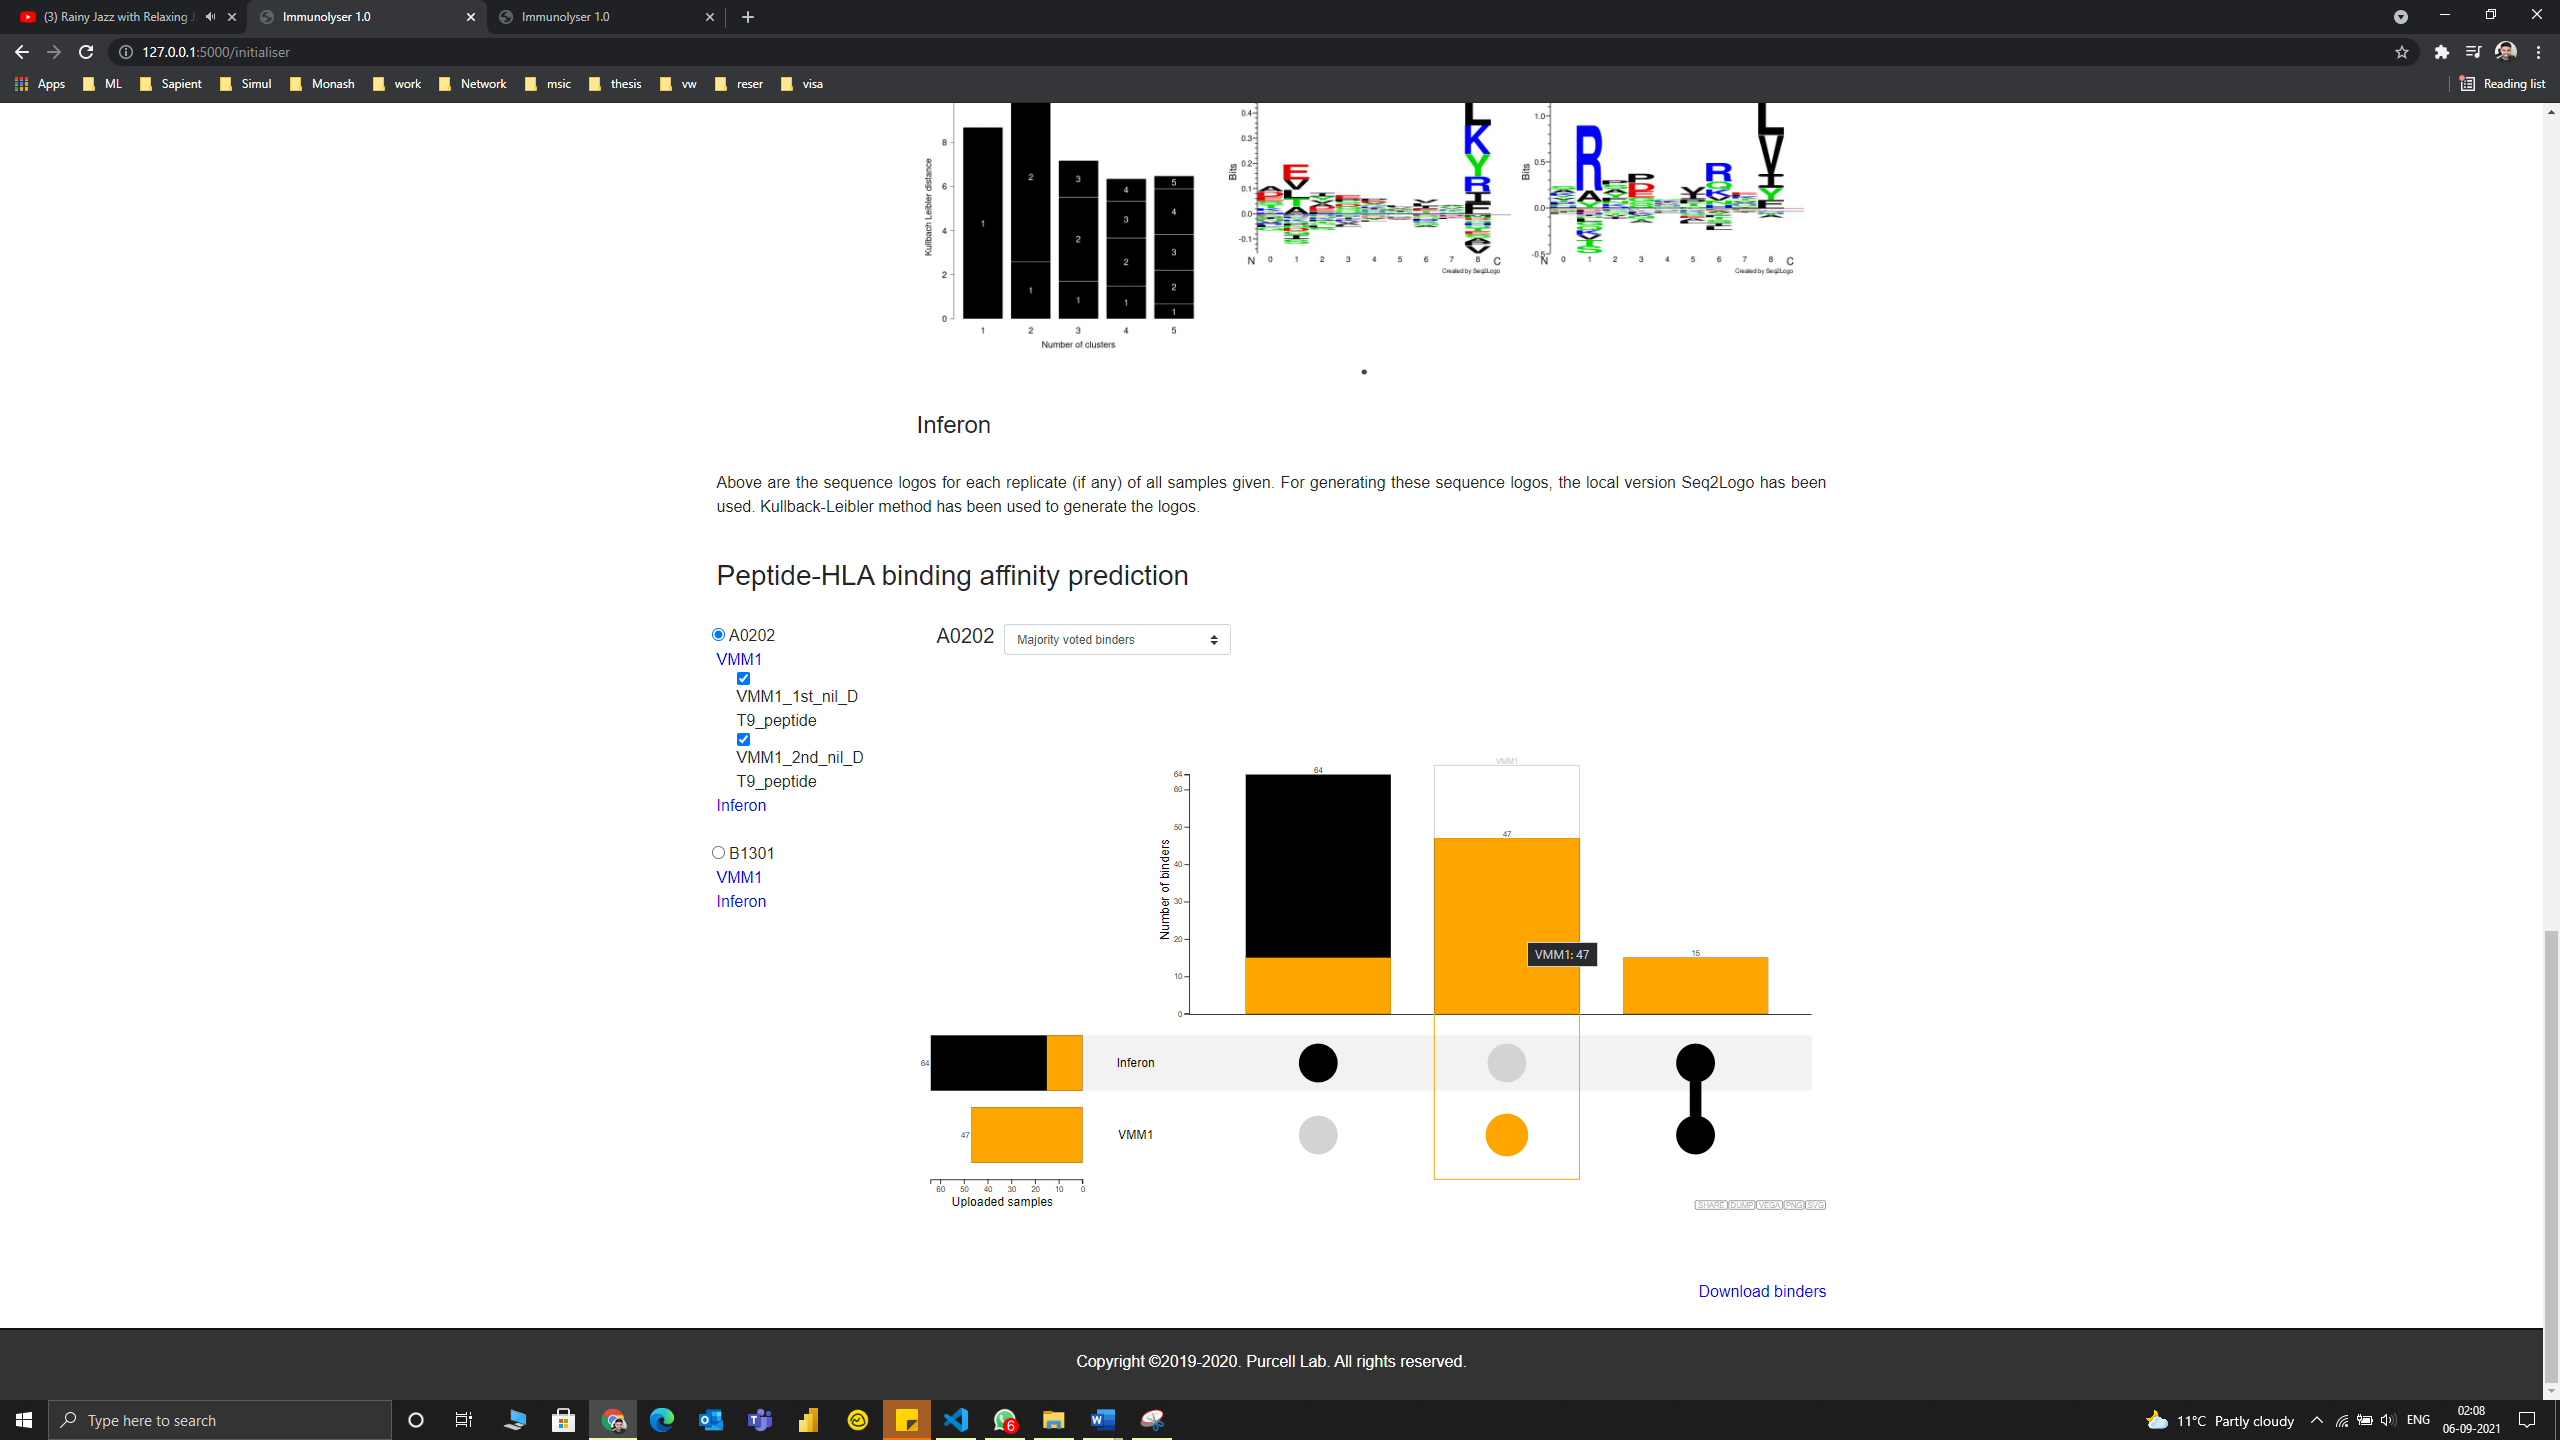 (3) Rainy Jazz with Relaxing J
Immunolyser 1.0
Immunolyser 1.0
127.0.0.1:5000/initialiser
Apps ML Sapient Simul Monash work Network msic thesis vw reser visa
Reading list
Kullbach Leibler distance
8
6
4
2
0
1
2
1
3
2
1
4
3
2
1
5
4
3
2
1
1 2 3 4 5
Number of clusters
Bits
0.4
0.3
0.2
0.1
0.0
-0.1
N 0 1 2 3 4 5 6 7 8 C
Created by Seq2Logo
Bits
1.0
0.5
0.0
-0.5
N 0 1 2 3 4 5 6 7 8 C
Created by Seq2Logo
Inferon
Above are the sequence logos for each replicate (if any) of all samples given. For generating these sequence logos, the local version Seq2Logo has been
used. Kullback-Leibler method has been used to generate the logos.
Peptide-HLA binding affinity prediction
A0202
VMM1
VMM1_1st_nil_D
T9_peptide
VMM1_2nd_nil_D
T9_peptide
Inferon
B1301
VMM1
Inferon
A0202 Majority voted binders
VMM1
64
47
15
Number of binders
64
60
50
40
30
20
10
0
VMM1: 47
64
Inferon
47
VMM1
60 50 40 30 20 10 0
Uploaded samples
SHARE DUMP VEGA PNG SVG
Download binders
Copyright ©2019-2020. Purcell Lab. All rights reserved.
Type here to search
6
11°C Partly cloudy
ENG
02:08
06-09-2021